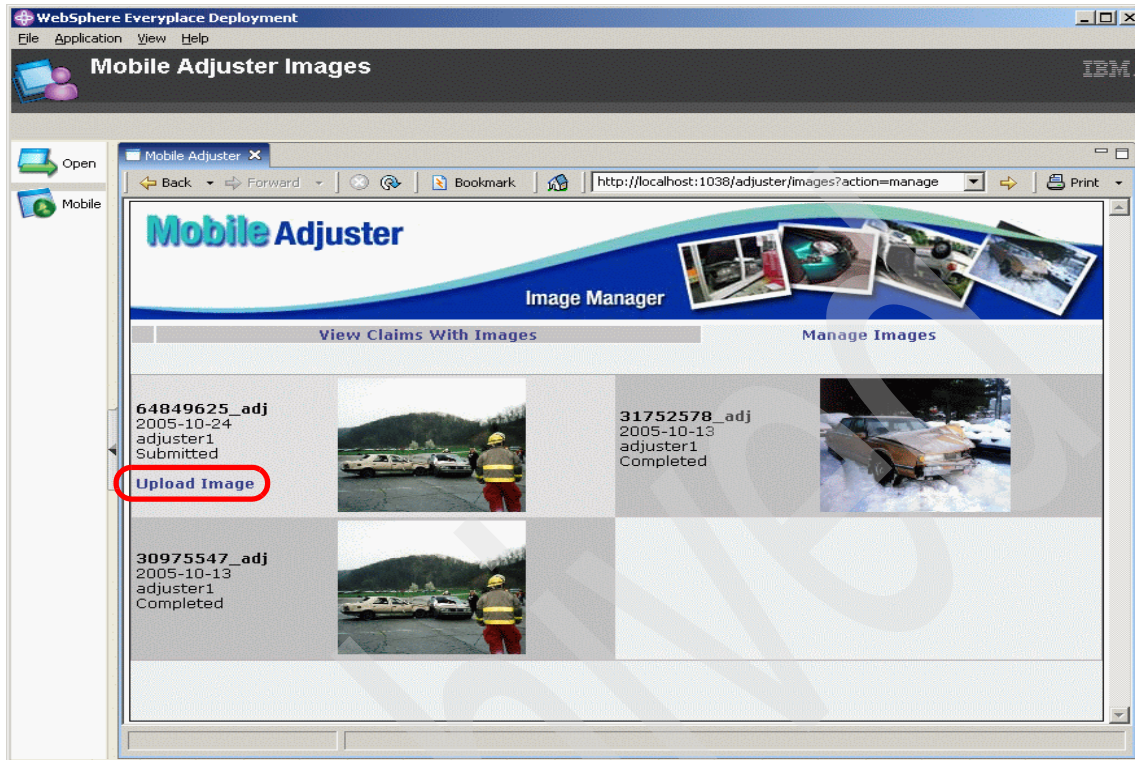 WebSphere Everyplace Deployment
File Application View Help
Mobile Adjuster Images
IBM
Open
Mobile
Mobile Adjuster
Back Forward Bookmark http://localhost:1038/adjuster/images?action=manage Print
Mobile Adjuster
Image Manager
View Claims With Images Manage Images
64849625_adj
2005-10-24
adjuster1
Submitted
Upload Image
31752578_adj
2005-10-13
adjuster1
Completed
30975547_adj
2005-10-13
adjuster1
Completed